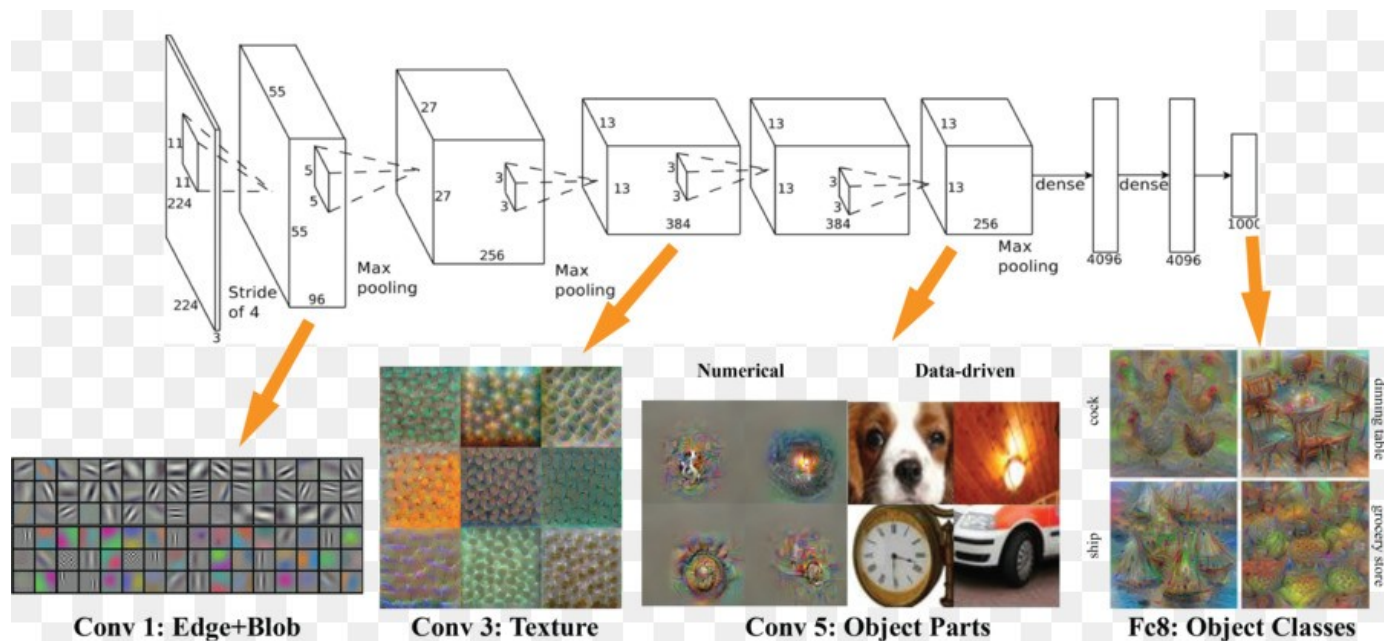 55
27
13
13
13
11
11
224
5
5
3
3
3
3
3
3
27
13
13
13
dense
dense
55
384
384
256
1000
256
Max
pooling
4096
4096
Stride
of 4
96
Max
pooling
Max
pooling
224
3
Numerical
Data-driven
cock
dinning table
ship
grocery store
Conv 1: Edge+Blob
Conv 3: Texture
Conv 5: Object Parts
Fc8: Object Classes